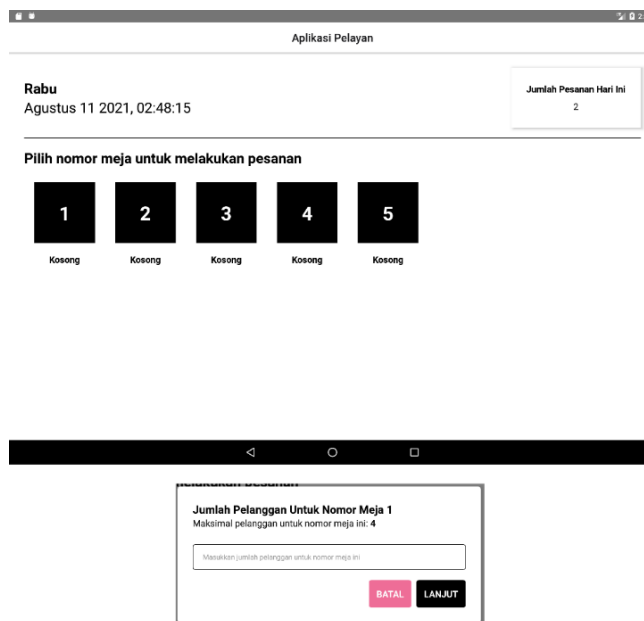 Aplikasi Pelayan
Rabu
Agustus 11 2021, 02:48:15
Jumlah Pesanan Hari Ini
2
Pilih nomor meja untuk melakukan pesanan
1 2 3 4 5
Kosong Kosong Kosong Kosong Kosong
Jumlah Pelanggan Untuk Nomor Meja 1
Maksimal pelanggan untuk nomor meja ini: 4
Masukkan jumlah pelanggan untuk nomor meja ini
BATAL LANJUT